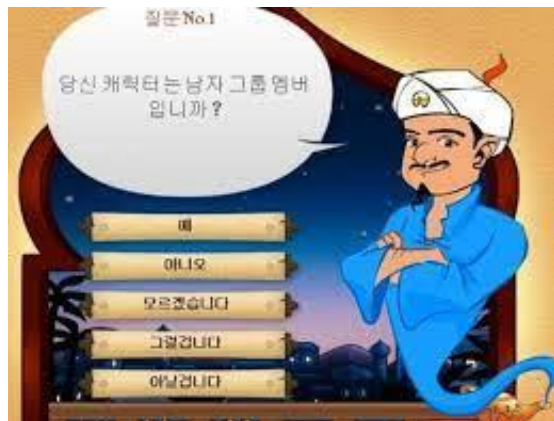 질문 No.1
당신 캐릭터는 남자 그룹 멤버
입니까?
예
아니오
모르겠습니다
그럴겁니다
아닐겁니다